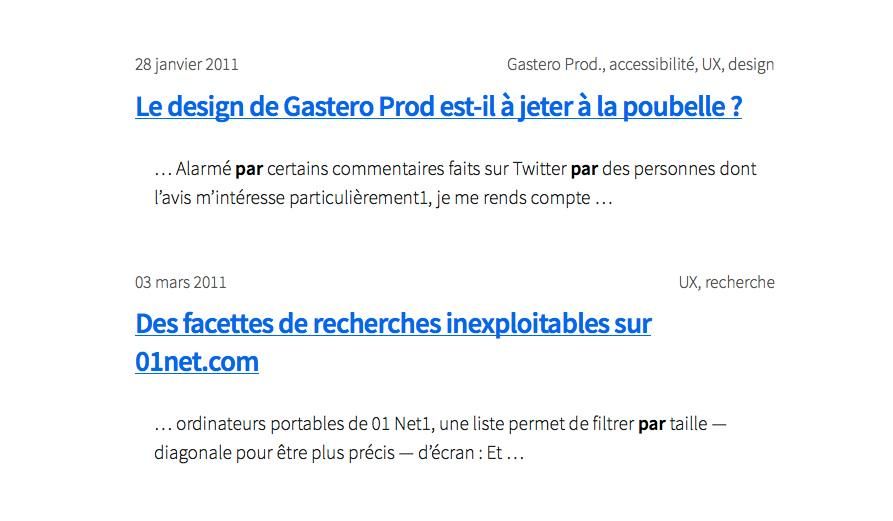 28 janvier 2011 Gastero Prod., accessibilité, UX, design
Le design de Gastero Prod est-il à jeter à la poubelle ?
… Alarmé par certains commentaires faits sur Twitter par des personnes dont
l’avis m’intéresse particulièrement1, je me rends compte …
03 mars 2011 UX, recherche
Des facettes de recherches inexploitables sur
01net.com
… ordinateurs portables de 01 Net1, une liste permet de filtrer par taille —
diagonale pour être plus précis — d’écran : Et …